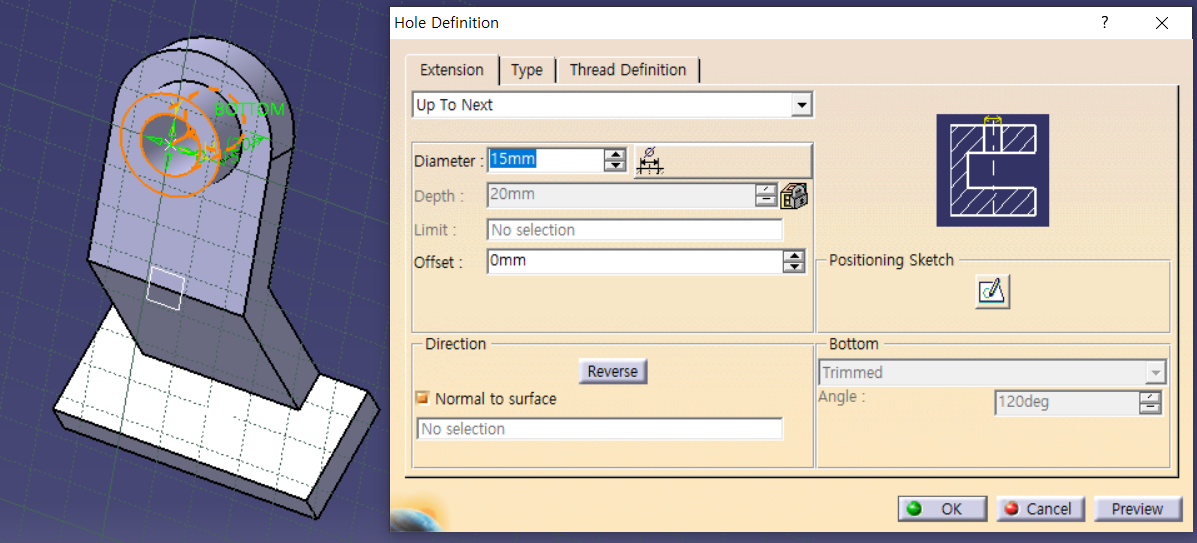 Hole Definition
?
Extension
Type
Thread Definition
Up To Next
Diameter :
15mm
Depth :
20mm
Limit :
No selection
Offset :
0mm
Positioning Sketch
Direction
Reverse
Normal to surface
No selection
Bottom
Trimmed
Angle :
120deg
OK
Cancel
Preview
BOTTOM